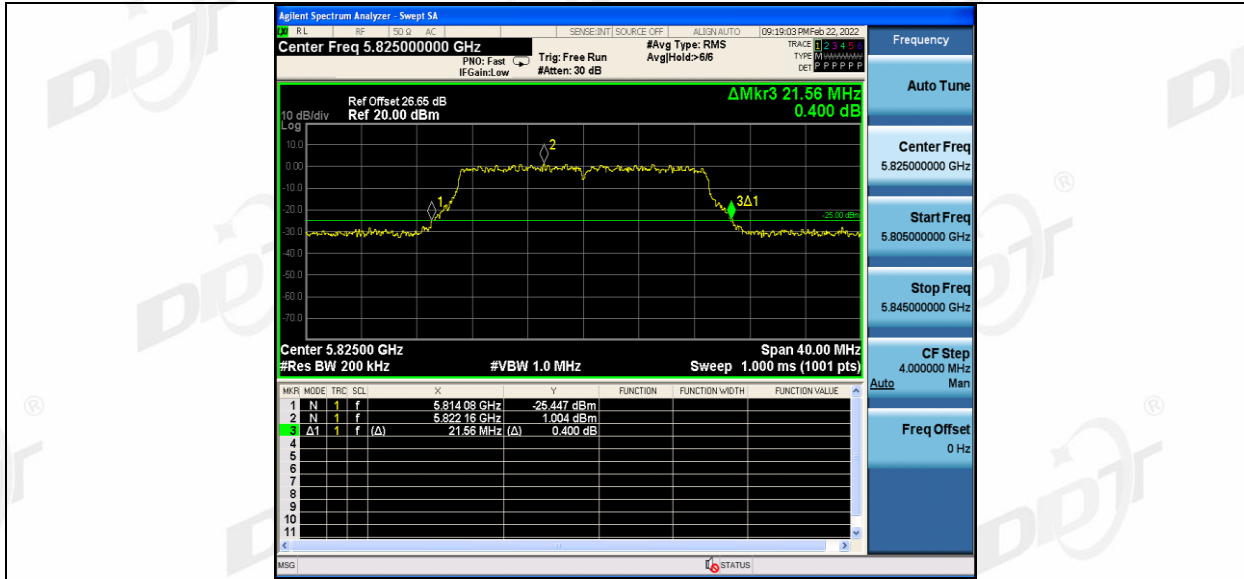 Agilent Spectrum Analyzer - Swept SA
RL RF 50 Ω AC SENSE:INT SOURCE OFF ALIGN AUTO 09:19:03 PM Feb 22, 2022
Center Freq 5.825000000 GHz
PNO: Fast
IFGain:Low
Trig: Free Run
#Atten: 30 dB
#Avg Type: RMS
Avg|Hold:>6/6
TRACE 1 2 3 4 5 6
TYPE M
DET P P P P P P
ΔMkr3 21.56 MHz
0.400 dB
Ref Offset 26.65 dB
10 dB/div Ref 20.00 dBm
Log
10.0
0.00
-10.0
-20.0
-30.0
-40.0
-50.0
-60.0
-70.0
2
1
3Δ1
-25.00 dBm
Center 5.82500 GHz Span 40.00 MHz
#Res BW 200 kHz #VBW 1.0 MHz Sweep 1.000 ms (1001 pts)
MKR MODE TRC SCL X Y FUNCTION FUNCTION WIDTH FUNCTION VALUE
1 N 1 f 5.814 08 GHz -25.447 dBm
2 N 1 f 5.822 16 GHz 1.004 dBm
3 Δ1 1 f (Δ) 21.56 MHz (Δ) 0.400 dB
4
5
6
7
8
9
10
11
MSG STATUS
Frequency
Auto Tune
Center Freq
5.825000000 GHz
Start Freq
5.805000000 GHz
Stop Freq
5.845000000 GHz
CF Step
4.000000 MHz
Auto Man
Freq Offset
0 Hz
DDT
®